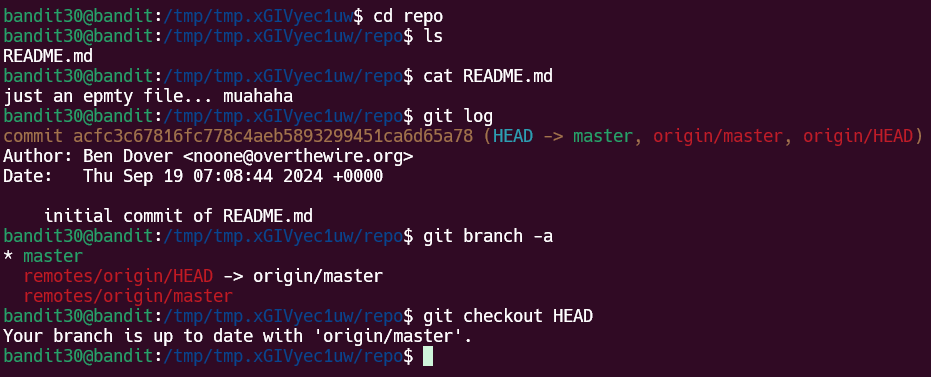 bandit30@bandit:/tmp/tmp.xGIVyec1uw$ cd repo
bandit30@bandit:/tmp/tmp.xGIVyec1uw/repo$ ls
README.md
bandit30@bandit:/tmp/tmp.xGIVyec1uw/repo$ cat README.md
just an epmty file... muahaha
bandit30@bandit:/tmp/tmp.xGIVyec1uw/repo$ git log
commit acfc3c67816fc778c4aeb5893299451ca6d65a78 (HEAD -> master, origin/master, origin/HEAD)
Author: Ben Dover <noone@overthewire.org>
Date:   Thu Sep 19 07:08:44 2024 +0000
    initial commit of README.md
bandit30@bandit:/tmp/tmp.xGIVyec1uw/repo$ git branch -a
* master
  remotes/origin/HEAD -> origin/master
  remotes/origin/master
bandit30@bandit:/tmp/tmp.xGIVyec1uw/repo$ git checkout HEAD
Your branch is up to date with 'origin/master'.
bandit30@bandit:/tmp/tmp.xGIVyec1uw/repo$